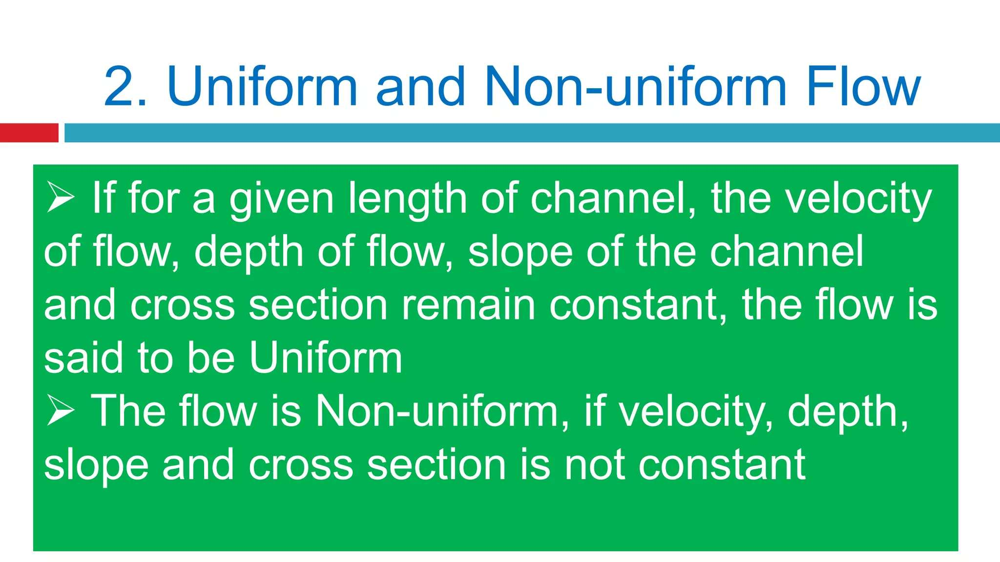 2. Uniform and Non-uniform Flow
➢ If for a given length of channel, the velocity
of flow, depth of flow, slope of the channel
and cross section remain constant, the flow is
said to be Uniform
➢ The flow is Non-uniform, if velocity, depth,
slope and cross section is not constant